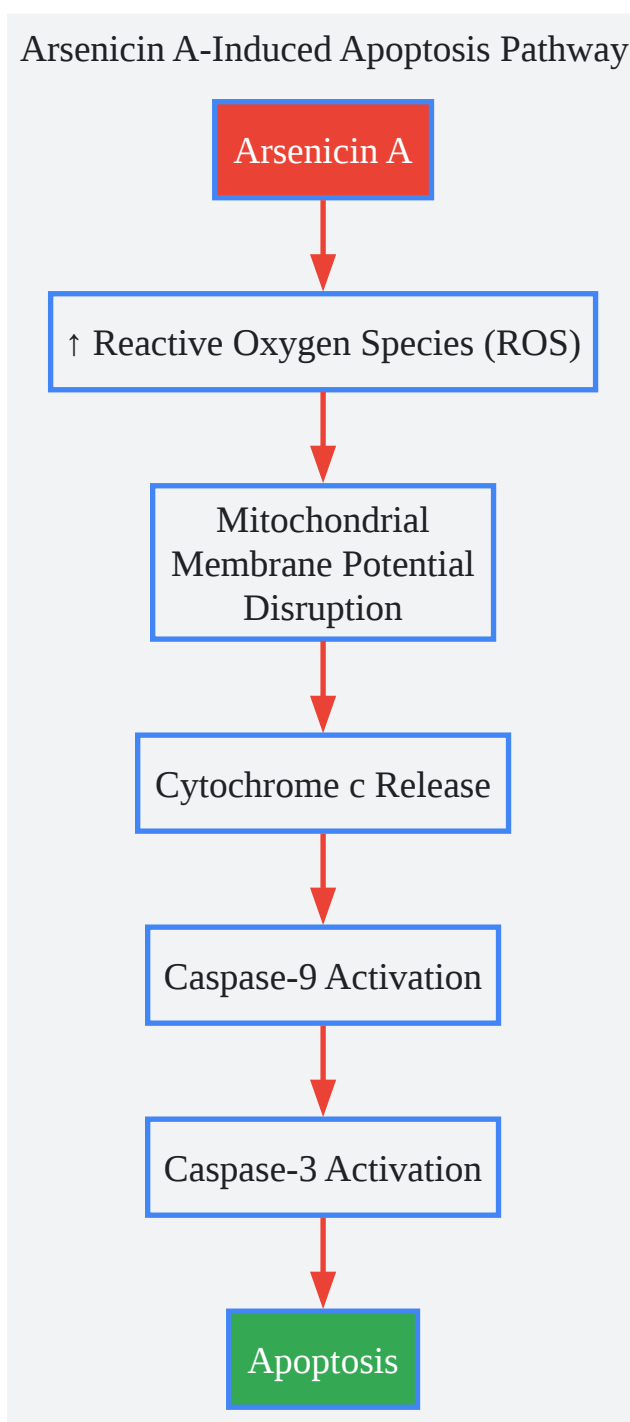 Arsenicin A-Induced Apoptosis Pathway
Arsenicin A
↑ Reactive Oxygen Species (ROS)
Mitochondrial
Membrane Potential
Disruption
Cytochrome c Release
Caspase-9 Activation
Caspase-3 Activation
Apoptosis